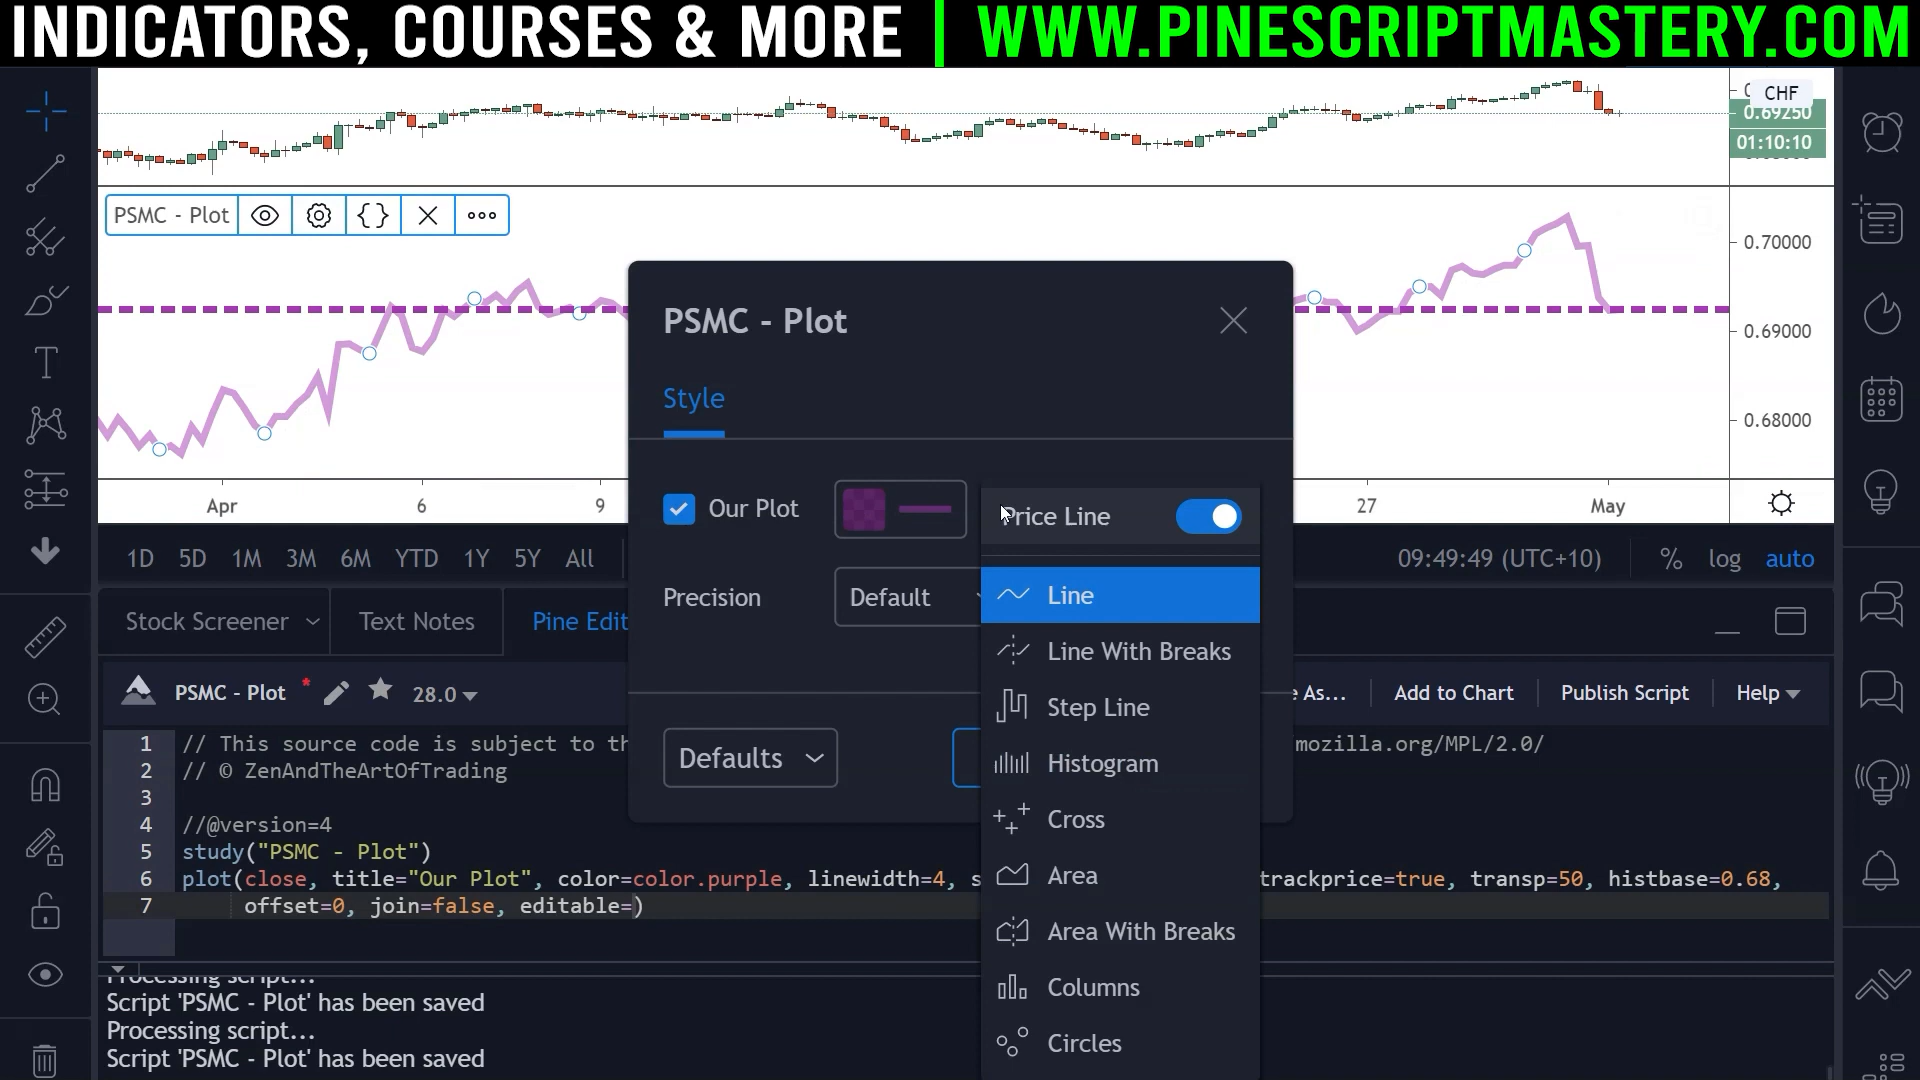 INDICATORS, COURSES & MORE | WWW.PINESCRIPTMASTERY.COM
CHF
0.69250
01:10:10
PSMC - Plot
0.70000
0.69000
0.68000
PSMC - Plot
Style
Our Plot
Price Line
Precision
Default
Defaults
Line
Line With Breaks
Step Line
Histogram
Cross
Area
Area With Breaks
Columns
Circles
Apr 6 9 27 May
1D 5D 1M 3M 6M YTD 1Y 5Y All 09:49:49 (UTC+10) % log auto
Stock Screener Text Notes Pine Edit
PSMC - Plot * 28.0 e As... Add to Chart Publish Script Help
1 // This source code is subject to th mozilla.org/MPL/2.0/
2 // © ZenAndTheArtOfTrading
3
4 //@version=4
5 study("PSMC - Plot")
6 plot(close, title="Our Plot", color=color.purple, linewidth=4, s trackprice=true, transp=50, histbase=0.68,
7 offset=0, join=false, editable=)
Processing script...
Script 'PSMC - Plot' has been saved
Processing script...
Script 'PSMC - Plot' has been saved